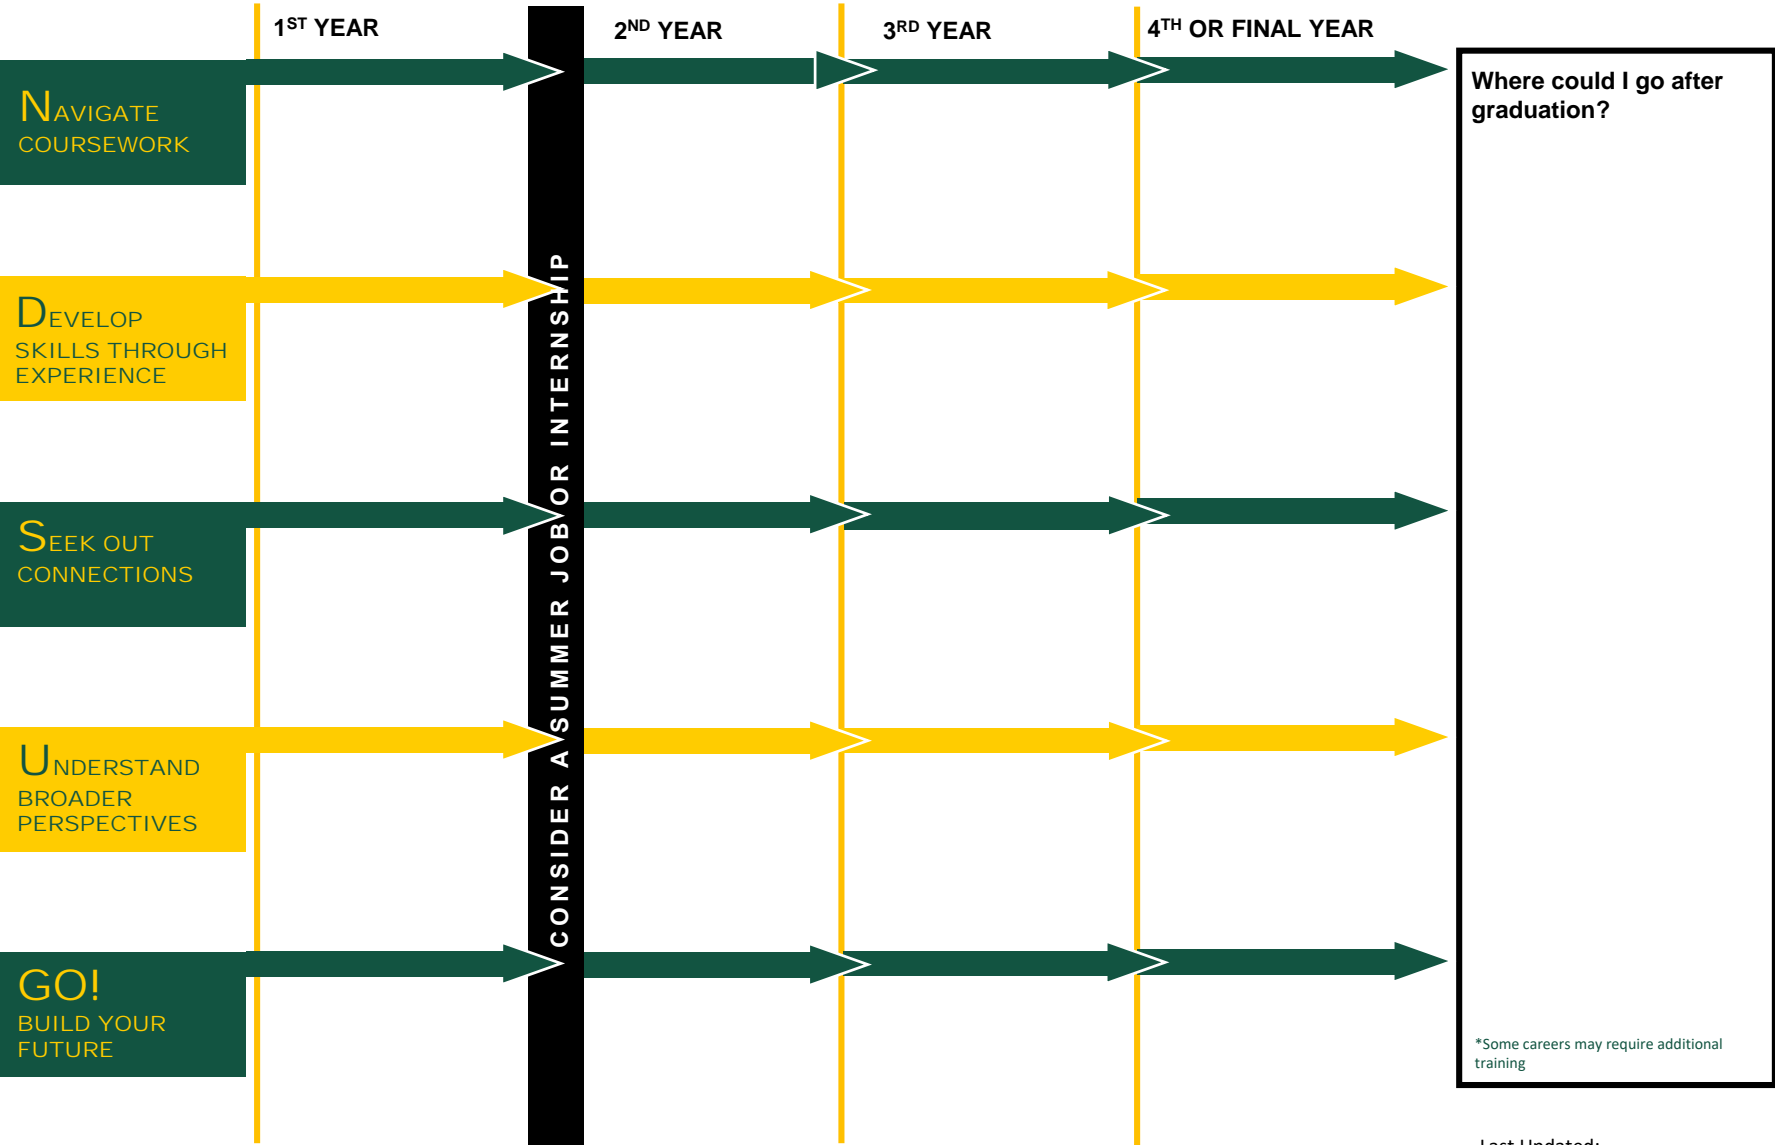 1ST YEAR
2ND YEAR
3RD YEAR
4TH OR FINAL YEAR
NAVIGATE
COURSEWORK
DEVELOP
SKILLS THROUGH
EXPERIENCE
SEEK OUT
CONNECTIONS
UNDERSTAND
BROADER
PERSPECTIVES
GO!
BUILD YOUR
FUTURE
CONSIDER A SUMMER JOB OR INTERNSHIP
Where could I go after
graduation?
*Some careers may require additional
training
Last Updated: